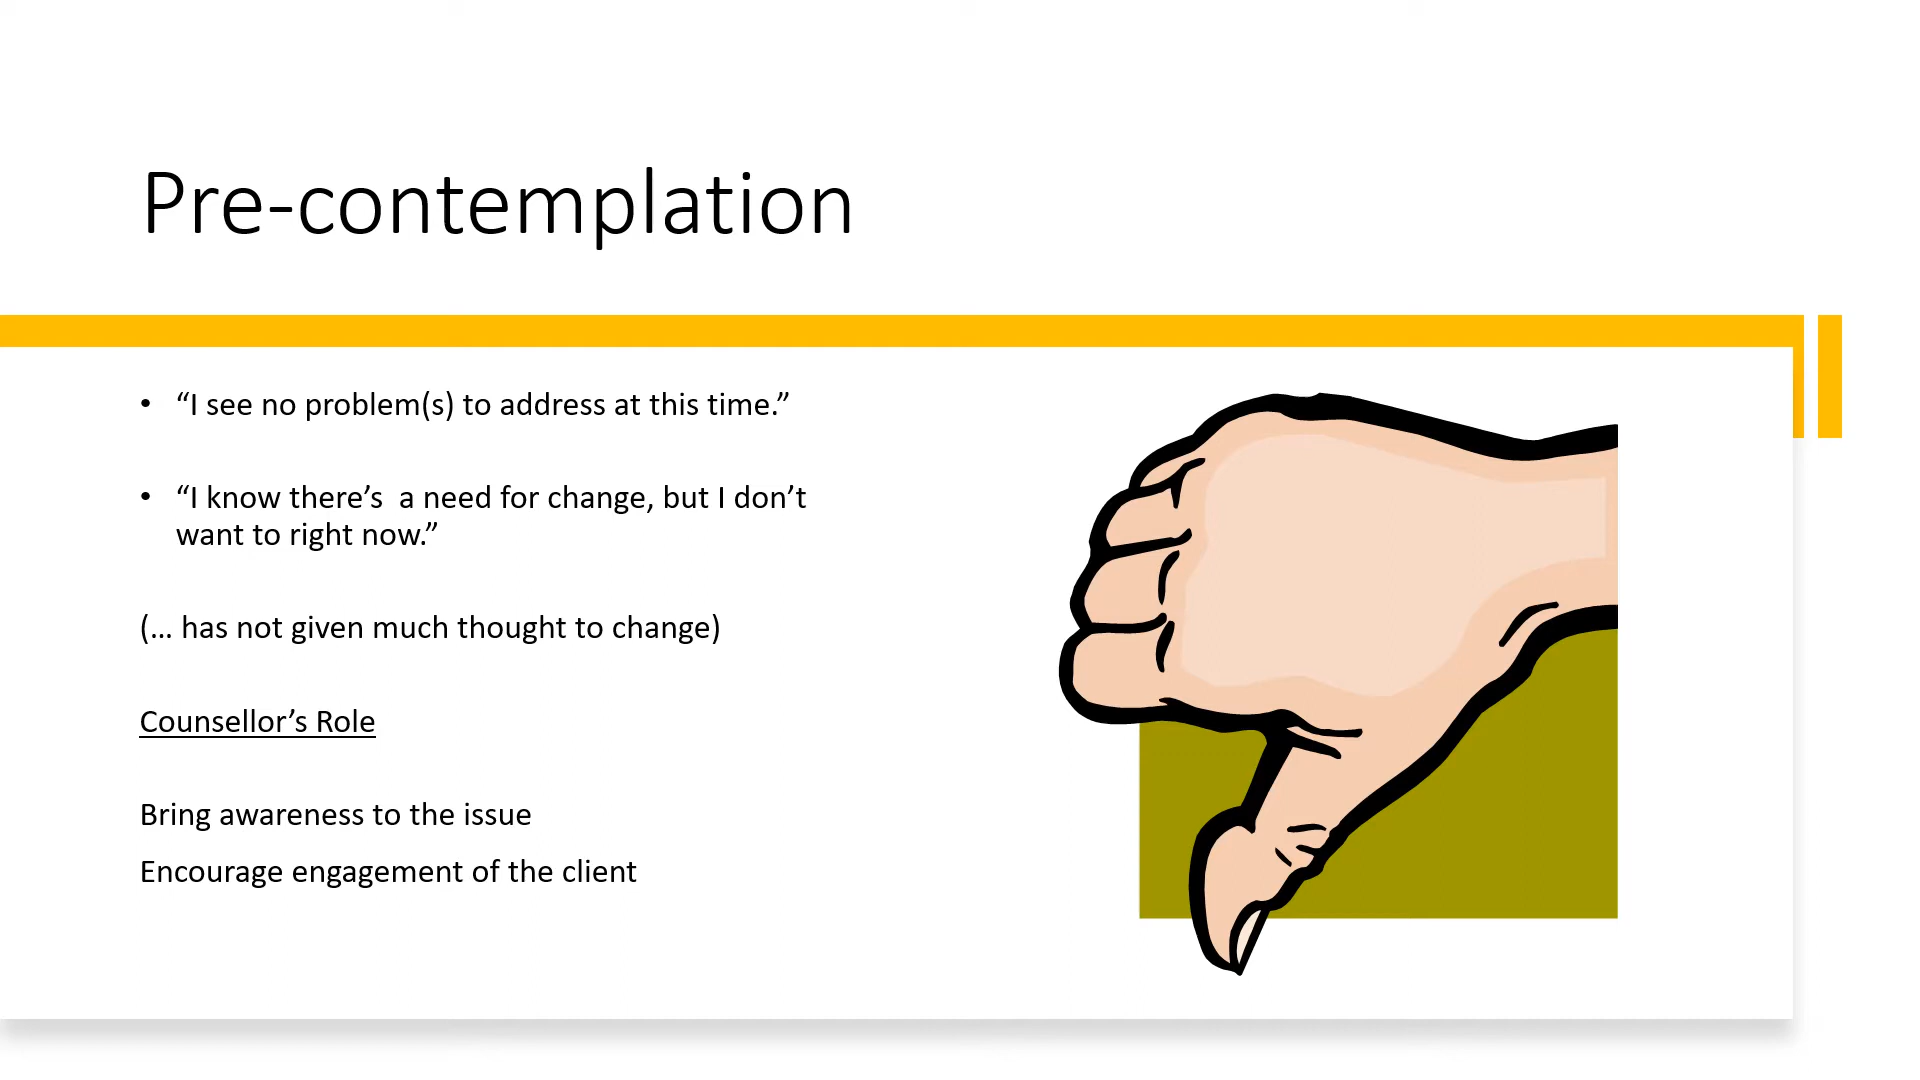 Pre-contemplation
• “I see no problem(s) to address at this time.”
• “I know there’s  a need for change, but I don’t
want to right now.”
(… has not given much thought to change)
Counsellor’s Role
Bring awareness to the issue
Encourage engagement of the client